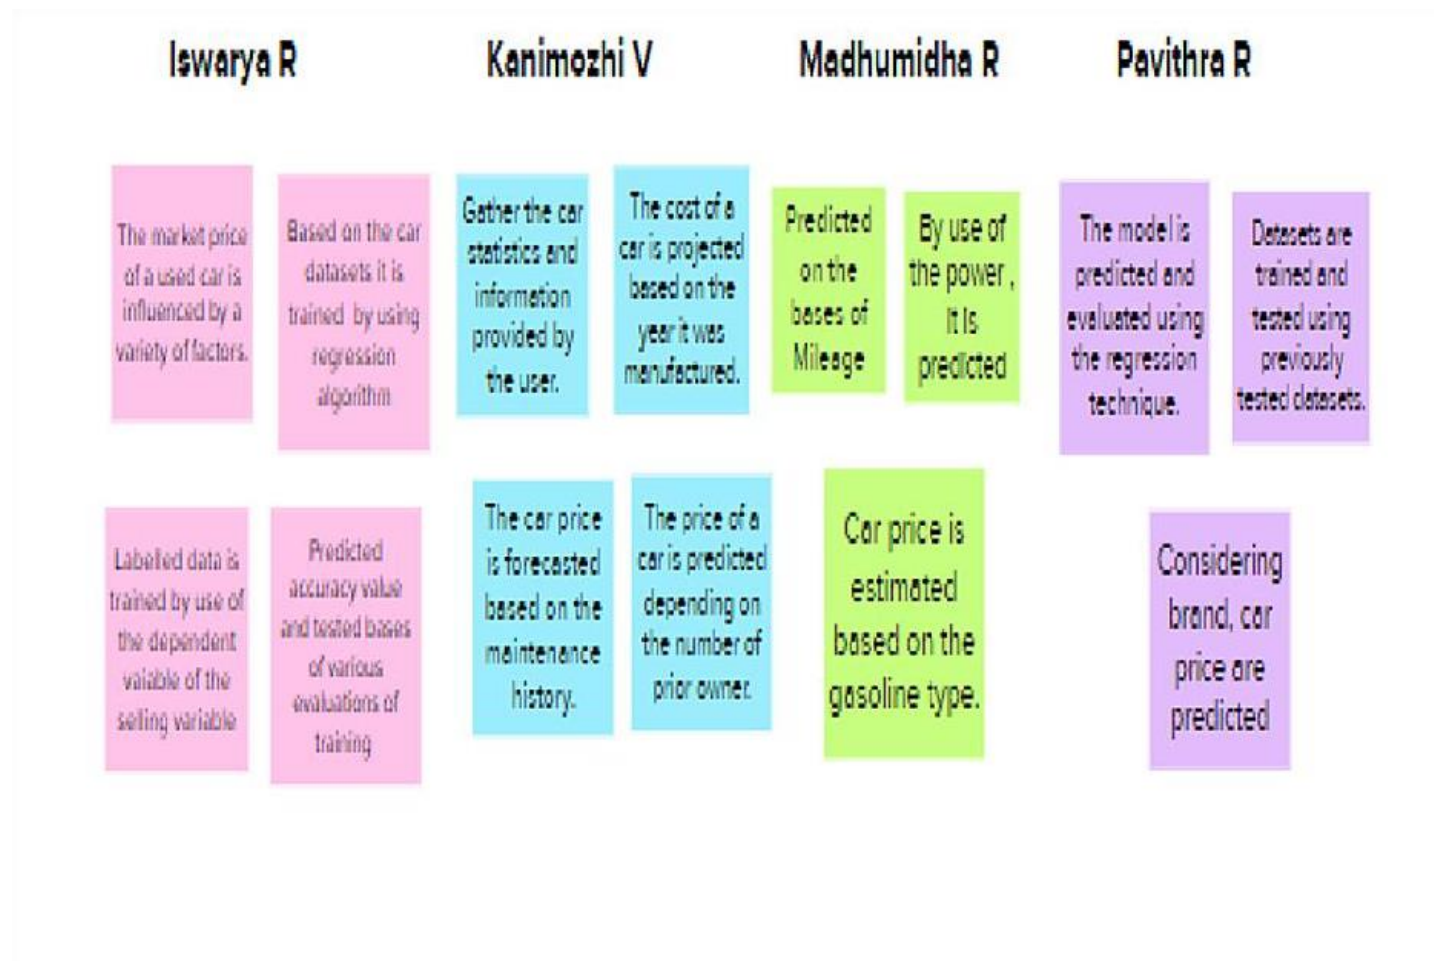 Iswarya R
Kanimozhi V
Madhumidha R
Pavithra R
The market price
of a used car is
influenced by a
variety of factors.
Based on the car
datasets it is
trained by using
regression
algorithm
Gather the car
statistics and
information
provided by
the user.
The cost of a
car is projected
based on the
year it was
manufactured.
Predicted
on the
bases of
Mileage
By use of
the power ,
It Is
predicted
The model is
predicted and
evaluated using
the regression
technique.
Datasets are
trained and
tested using
previously
tested datasets.
Labelled data is
trained by use of
the dependent
vaiable of the
selling variable
Predicted
accuracy value
and tested bases
of various
evaluations of
training
The car price
is forecasted
based on the
maintenance
history.
The price of a
car is predicted
depending on
the number of
prior owner.
Car price is
estimated
based on the
gasoline type.
Considering
brand, car
price are
predicted